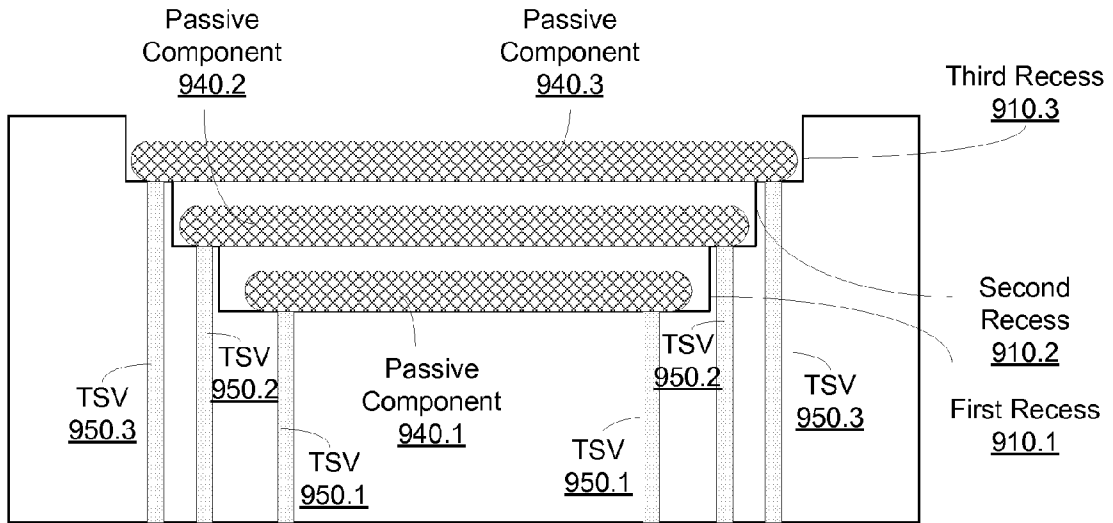 Passive
Component
940.2
Passive
Component
940.3
Third Recess
910.3
Second
Recess
910.2
First Recess
910.1
TSV
950.3
TSV
950.2
TSV
950.1
Passive
Component
940.1
TSV
950.1
TSV
950.2
TSV
950.3